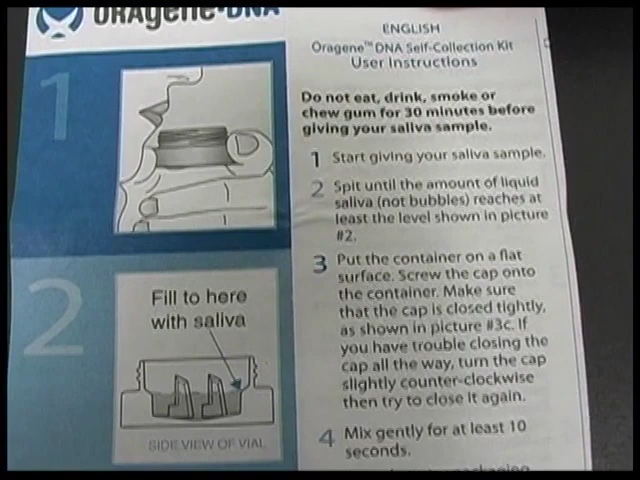 ORAgene•DNA
1
2
Fill to here
with saliva
SIDE VIEW OF VIAL
ENGLISH
Oragene™ DNA Self-Collection Kit
User Instructions
Do not eat, drink, smoke or
chew gum for 30 minutes before
giving your saliva sample.
1 Start giving your saliva sample.
2 Spit until the amount of liquid
saliva (not bubbles) reaches at
least the level shown in picture
#2.
3 Put the container on a flat
surface. Screw the cap onto
the container. Make sure
that the cap is closed tightly,
as shown in picture #3c. If
you have trouble closing the
cap all the way, turn the cap
slightly counter-clockwise
then try to close it again.
4 Mix gently for at least 10
seconds.
packaging